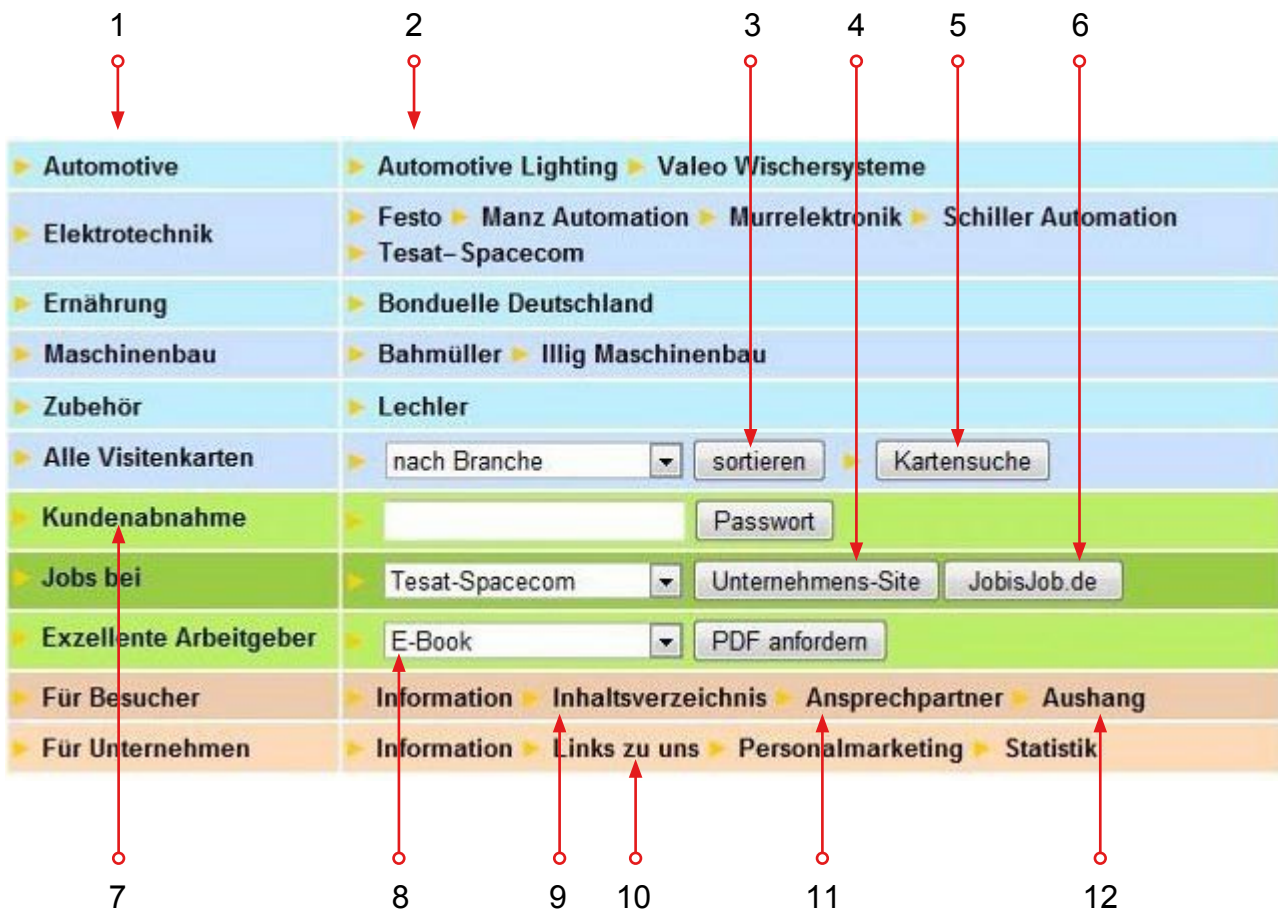 1 2 3 4 5 6
Automotive Automotive Lighting Valeo Wischersysteme
Elektrotechnik Festo Manz Automation Murrelektronik Schiller Automation
Tesat-Spacecom
Ernährung Bonduelle Deutschland
Maschinenbau Bahmüller Illig Maschinenbau
Zubehör Lechler
Alle Visitenkarten nach Branche sortieren Kartensuche
Kundenabnahme Passwort
Jobs bei Tesat-Spacecom Unternehmens-Site JobisJob.de
Exzellente Arbeitgeber E-Book PDF anfordern
Für Besucher Information Inhaltsverzeichnis Ansprechpartner Aushang
Für Unternehmen Information Links zu uns Personalmarketing Statistik
7 8 9 10 11 12